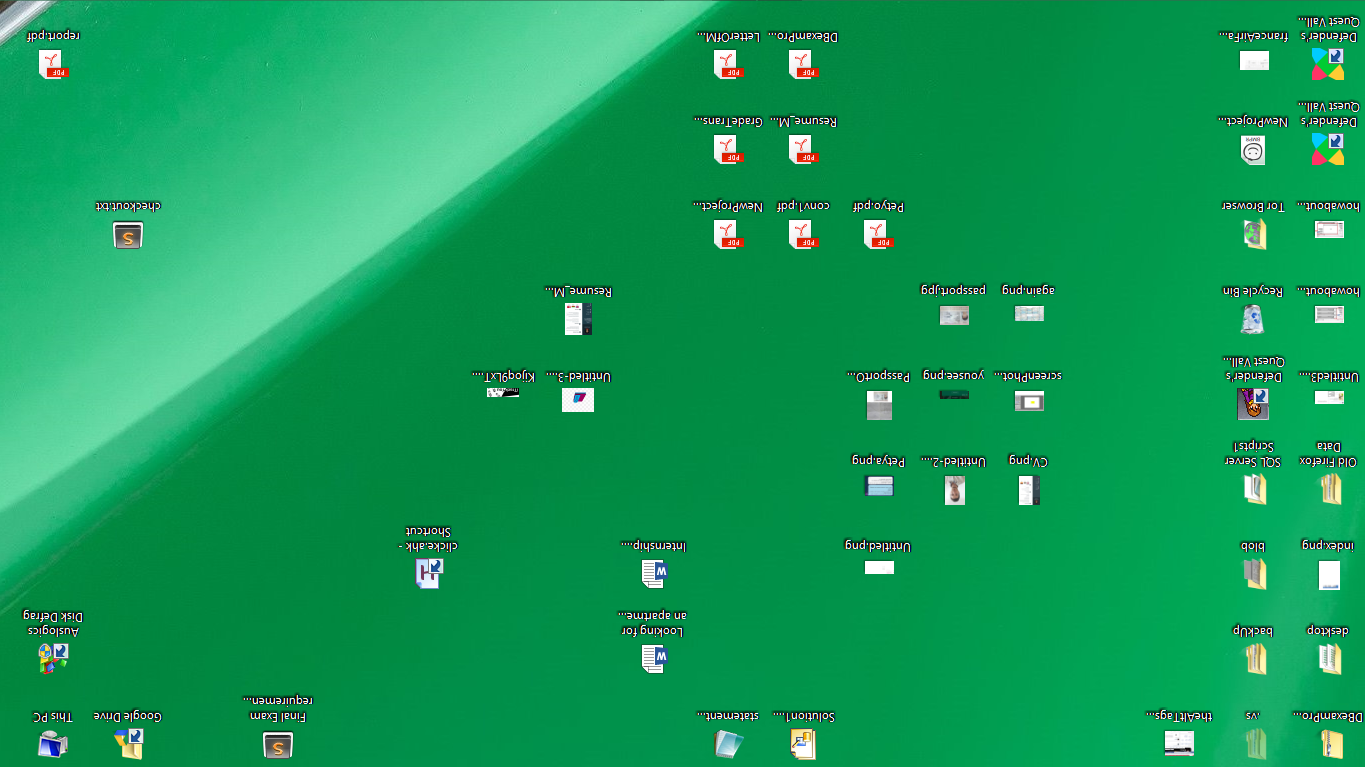 DBexamPro...
.vs
theAltTags...
Solution1....
statement....
Final Exam
requiremen...
Google Drive
This PC
desktop
backUp
Looking for
an apartme...
Auslogics
Disk Defrag
index.png
blob
Untitled.png
Internship....
clicke.ahk -
Shortcut
Old Firefox
Data
SQL Server
Scripts1
CV.png
Untitled-2....
Petya.png
Untitled3....
Defender's
Quest Vall...
screenPhot...
yousee.png
PassportO...
Untitled-3....
Kijoq9LxT....
howabout...
Recycle Bin
again.png
passport.jpg
Resume_M...
howabout...
Tor Browser
Petyo.pdf
conv1.pdf
NewProject...
checkout.txt
Defender's
Quest Vall...
NewProject...
Resume_M...
GradeTrans...
Defender's
Quest Vall...
franceAirFa...
DBexamPro...
LetterOfM...
report.pdf